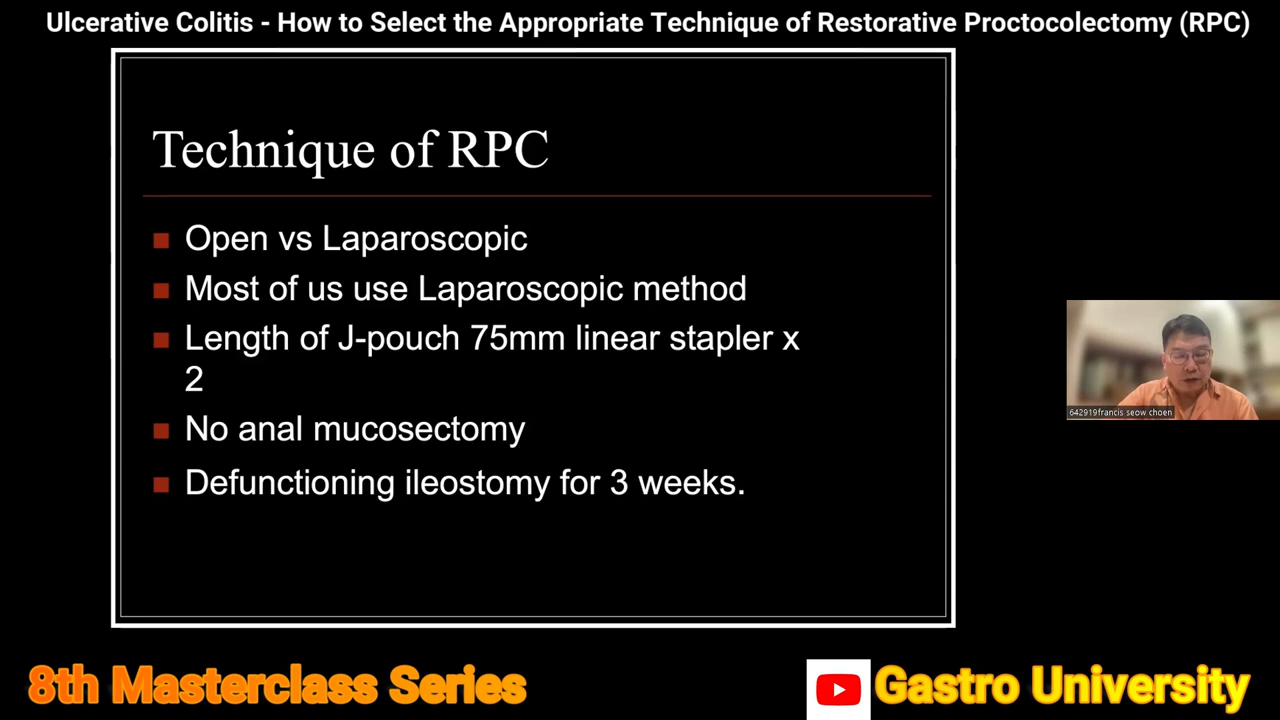 Ulcerative Colitis - How to Select the Appropriate Technique of Restorative Proctocolectomy (RPC)
Technique of RPC
Open vs Laparoscopic
Most of us use Laparoscopic method
Length of J-pouch 75mm linear stapler x
2
No anal mucosectomy
Defunctioning ileostomy for 3 weeks.
642919francis seow choen
8th Masterclass Series
Gastro University